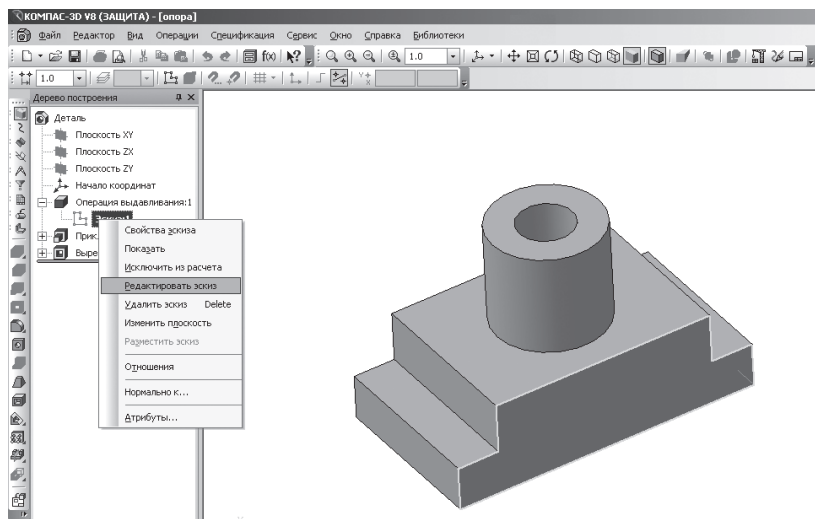 КОМПАС-3D V8 (ЗАЩИТА) - [опора]
Файл Редактор Вид Операции Спецификация Сервис Окно Справка Библиотеки
1.0
1.0
Дерево построения
Деталь
Плоскость XY
Плоскость ZX
Плоскость ZY
Начало координат
Операция выдавливания:1
Прик
Выре
Свойства эскиза
Показать
Исключить из расчета
Редактировать эскиз
Удалить эскиз Delete
Изменить плоскость
Разместить эскиз
Отношения
Нормально к...
Атрибуты...